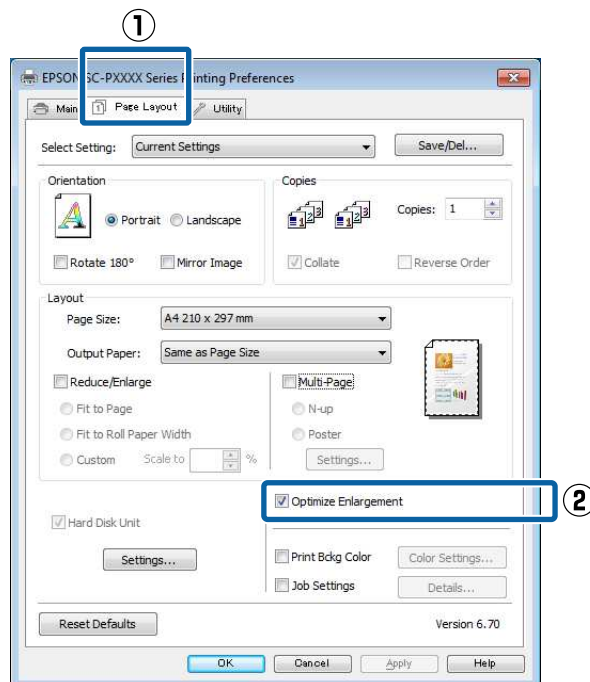 ①
EPSON SC-PXXXX Series Printing Preferences
Main Page Layout Utility
Select Setting: Current Settings Save/Del...
Orientation Copies
Portrait Landscape Copies: 1
Rotate 180° Mirror Image Collate Reverse Order
Layout
Page Size: A4 210 x 297 mm
Output Paper: Same as Page Size
Reduce/Enlarge Multi-Page
Fit to Page N-up
Fit to Roll Paper Width Poster
Custom Scale to % Settings...
Optimize Enlargement ②
Hard Disk Unit
Settings... Print Bckg Color Color Settings...
Job Settings Details...
Reset Defaults Version 6.70
OK Cancel Apply Help